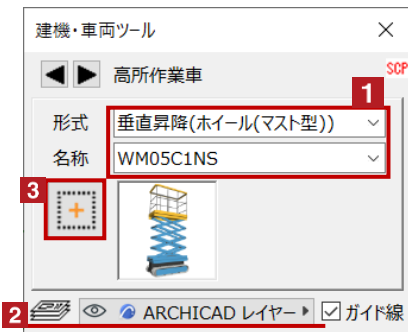 建機・車両ツール
高所作業車
SCP
1
形式 垂直昇降(ホイール(マスト型))
名称 WM05C1NS
3
2 ARCHICAD レイヤー ガイド線